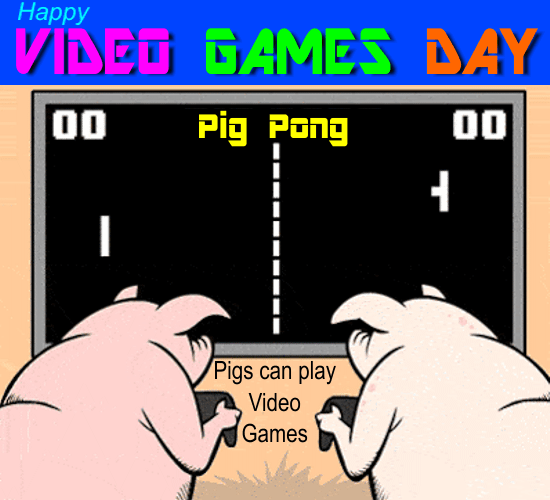 Happy
VIDEO GAMES DAY
00 Pig Pong 00
Pigs can play
Video
Games